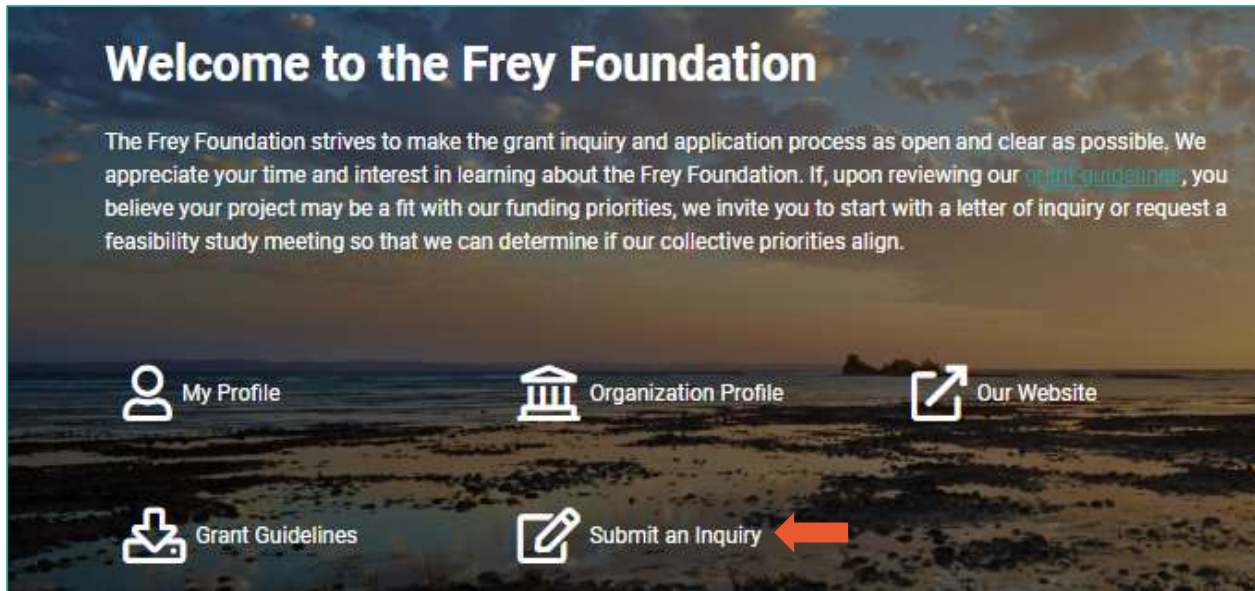 Welcome to the Frey Foundation
The Frey Foundation strives to make the grant inquiry and application process as open and clear as possible. We
appreciate your time and interest in learning about the Frey Foundation. If, upon reviewing our grant guidelines, you
believe your project may be a fit with our funding priorities, we invite you to start with a letter of inquiry or request a
feasibility study meeting so that we can determine if our collective priorities align.
My Profile
Organization Profile
Our Website
Grant Guidelines
Submit an Inquiry